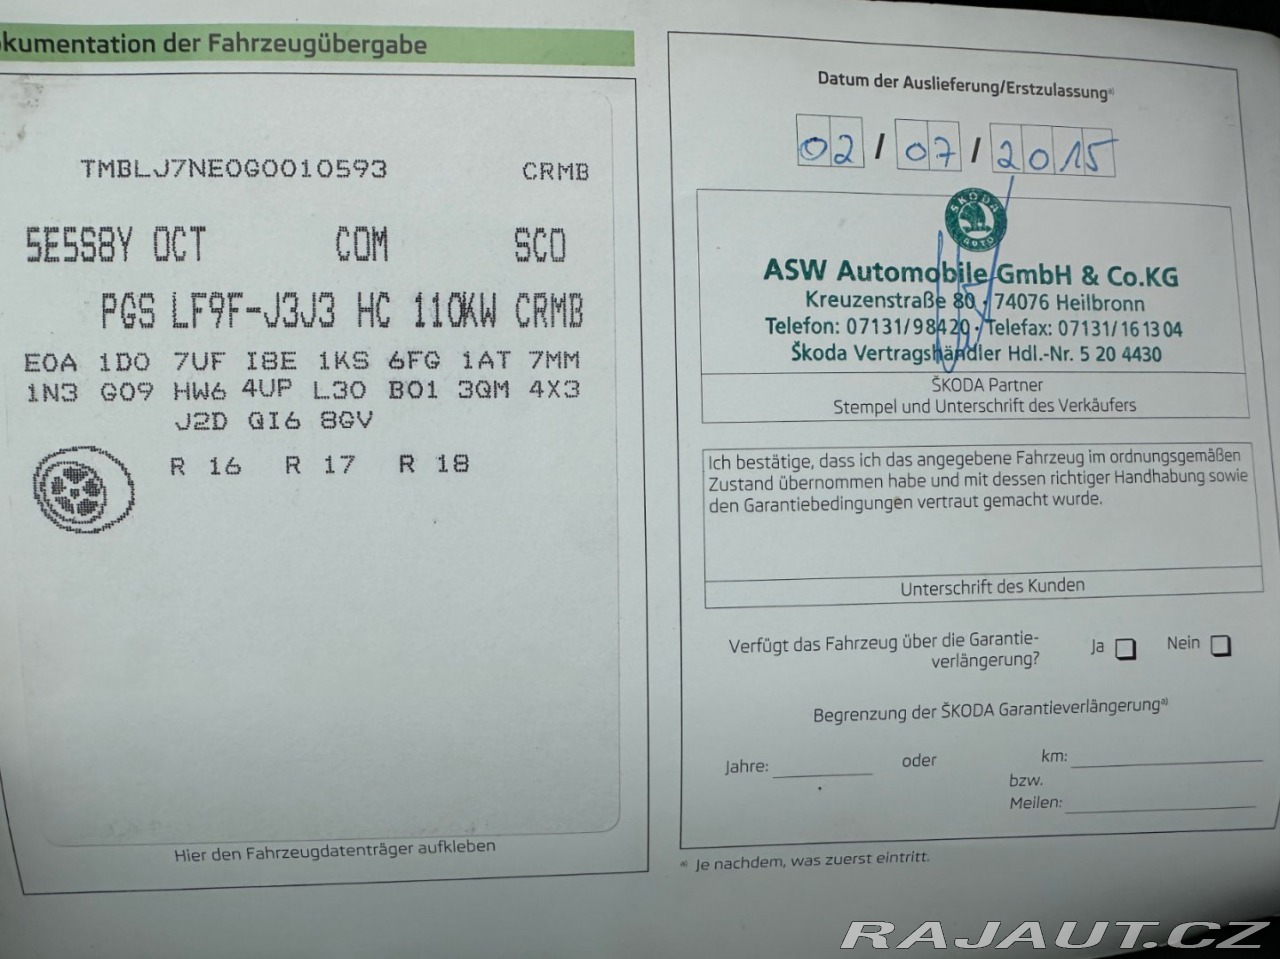 okumentation der Fahrzeugübergabe
TMBLJ7NE0G0010593 CRMB
5E5S8Y OCT COM SCO
PGS LF9F-J3J3 HC 110KW CRMB
E0A 1D0 7UF I8E 1KS 6FG 1AT 7MM
1N3 G09 HW6 4UP L30 B01 3QM 4X3
J2D QI6 8GV
R 16 R 17 R 18
Hier den Fahrzeugdatenträger aufkleben
Datum der Auslieferung/Erstzulassung a)
02 / 07 / 2015
ŠKODA
AUTO
ASW Automobile GmbH & Co.KG
Kreuzenstraße 80 · 74076 Heilbronn
Telefon: 07131/98420 · Telefax: 07131/161304
Škoda Vertragshändler Hdl.-Nr. 5 20 4430
ŠKODA Partner
Stempel und Unterschrift des Verkäufers
Ich bestätige, dass ich das angegebene Fahrzeug im ordnungsgemäßen
Zustand übernommen habe und mit dessen richtiger Handhabung sowie
den Garantiebedingungen vertraut gemacht wurde.
Unterschrift des Kunden
Verfügt das Fahrzeug über die Garantie-
verlängerung?
Ja Nein
Begrenzung der ŠKODA Garantieverlängerung a)
Jahre: oder km:
bzw.
Meilen:
a) Je nachdem, was zuerst eintritt.
RAJAUT.CZ